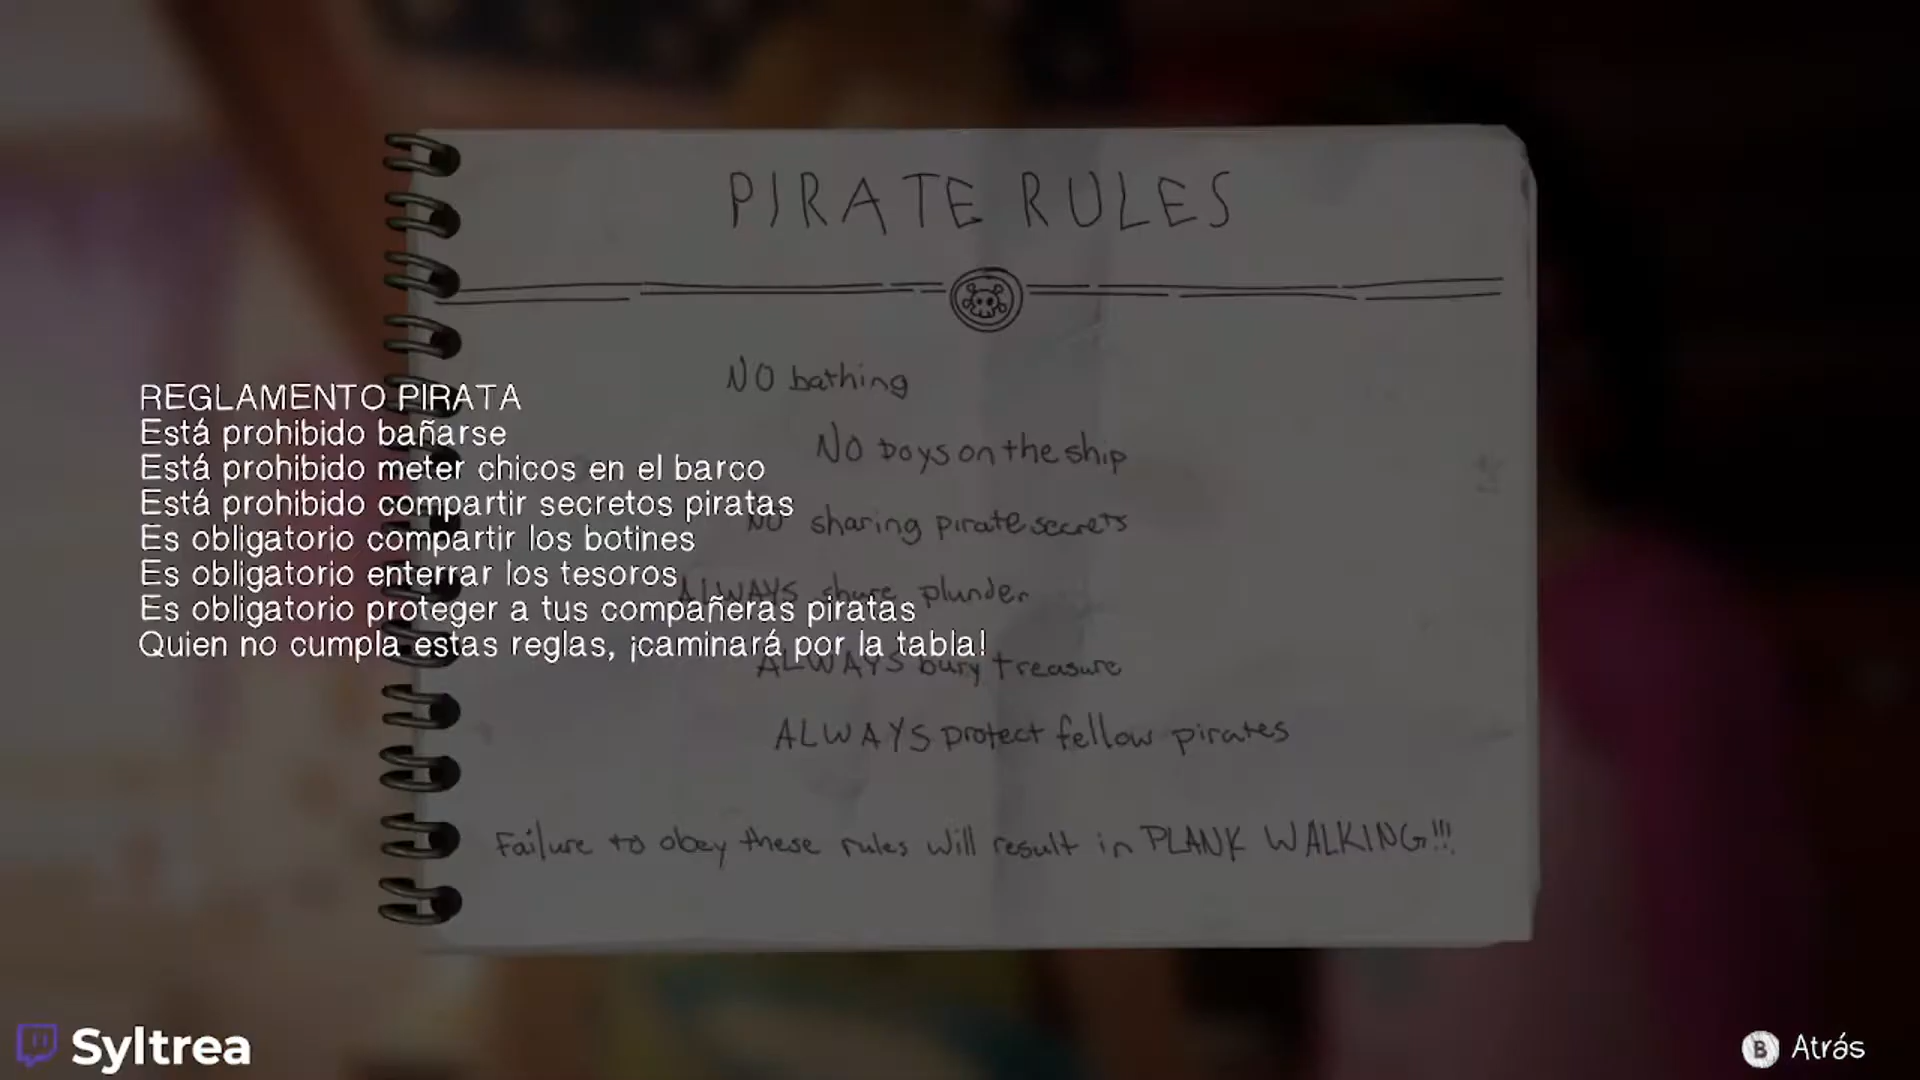 PIRATE RULES
NO bathing
NO boys on the ship
NO sharing pirate secrets
ALWAYS share plunder
ALWAYS bury treasure
ALWAYS protect fellow pirates
Failure to obey these rules will result in PLANK WALKING!!!
REGLAMENTO PIRATA
Está prohibido bañarse
Está prohibido meter chicos en el barco
Está prohibido compartir secretos piratas
Es obligatorio compartir los botines
Es obligatorio enterrar los tesoros
Es obligatorio proteger a tus compañeras piratas
Quien no cumpla estas reglas, ¡caminará por la tabla!
Syltrea
B Atrás